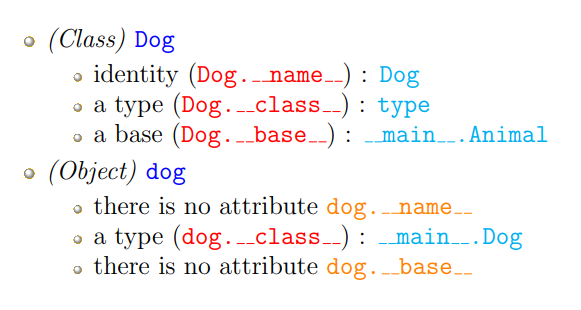 (Class) Dog
identity (Dog.__name__) : Dog
a type (Dog.__class__) : type
a base (Dog.__base__) : __main__.Animal
(Object) dog
there is no attribute dog.__name__
a type (dog.__class__) : __main__.Dog
there is no attribute dog.__base__